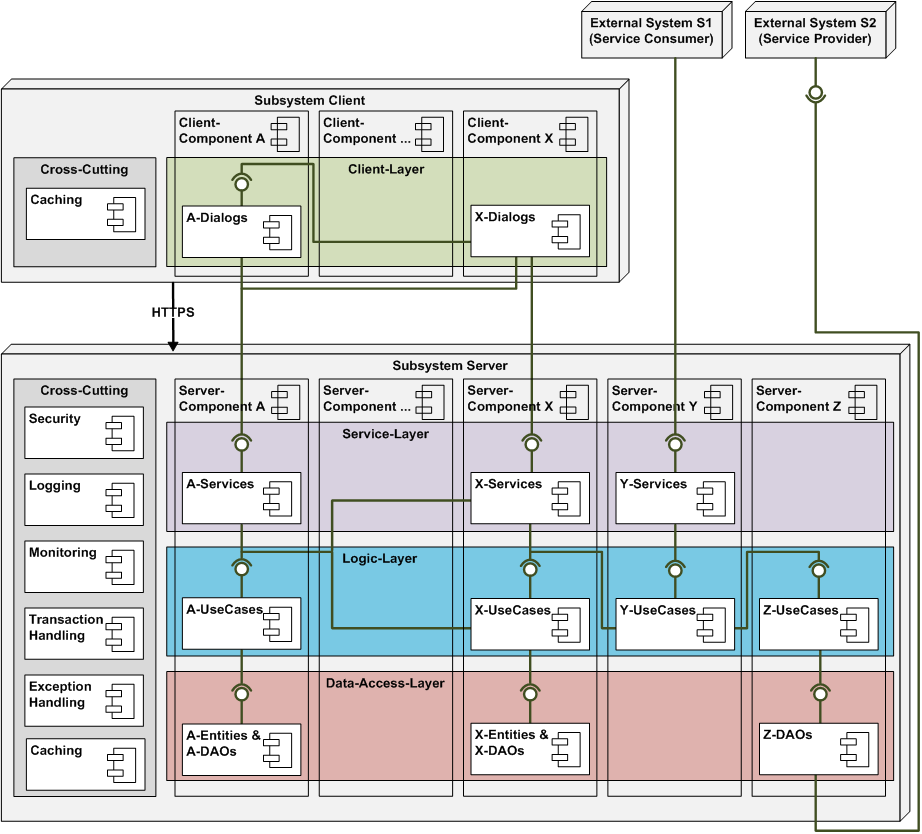 External System S1
(Service Consumer)
External System S2
(Service Provider)
Subsystem Client
Client-
Component A
Client-
Component ...
Client-
Component X
Cross-Cutting
Client-Layer
Caching
A-Dialogs
X-Dialogs
HTTPS
Subsystem Server
Cross-Cutting
Server-
Component A
Server-
Component ...
Server-
Component X
Server-
Component Y
Server-
Component Z
Security
Service-Layer
Logging
A-Services
X-Services
Y-Services
Monitoring
Logic-Layer
Transaction
Handling
A-UseCases
X-UseCases
Y-UseCases
Z-UseCases
Exception
Handling
Data-Access-Layer
Caching
A-Entities &
A-DAOs
X-Entities &
X-DAOs
Z-DAOs